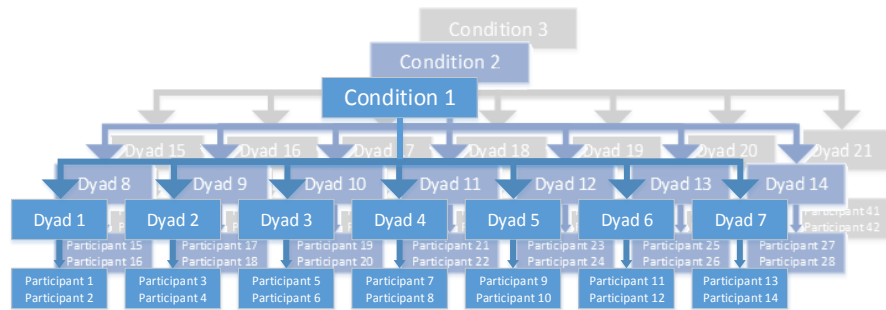 Condition 3
Condition 2
Condition 1
Dyad 15
Dyad 16
Dyad 17
Dyad 18
Dyad 19
Dyad 20
Dyad 21
Dyad 8
Dyad 9
Dyad 10
Dyad 11
Dyad 12
Dyad 13
Dyad 14
Dyad 1
Dyad 2
Dyad 3
Dyad 4
Dyad 5
Dyad 6
Dyad 7
Participant 41
Participant 42
Participant 15
Participant 16
Participant 17
Participant 18
Participant 19
Participant 20
Participant 21
Participant 22
Participant 23
Participant 24
Participant 25
Participant 26
Participant 27
Participant 28
Participant 1
Participant 2
Participant 3
Participant 4
Participant 5
Participant 6
Participant 7
Participant 8
Participant 9
Participant 10
Participant 11
Participant 12
Participant 13
Participant 14